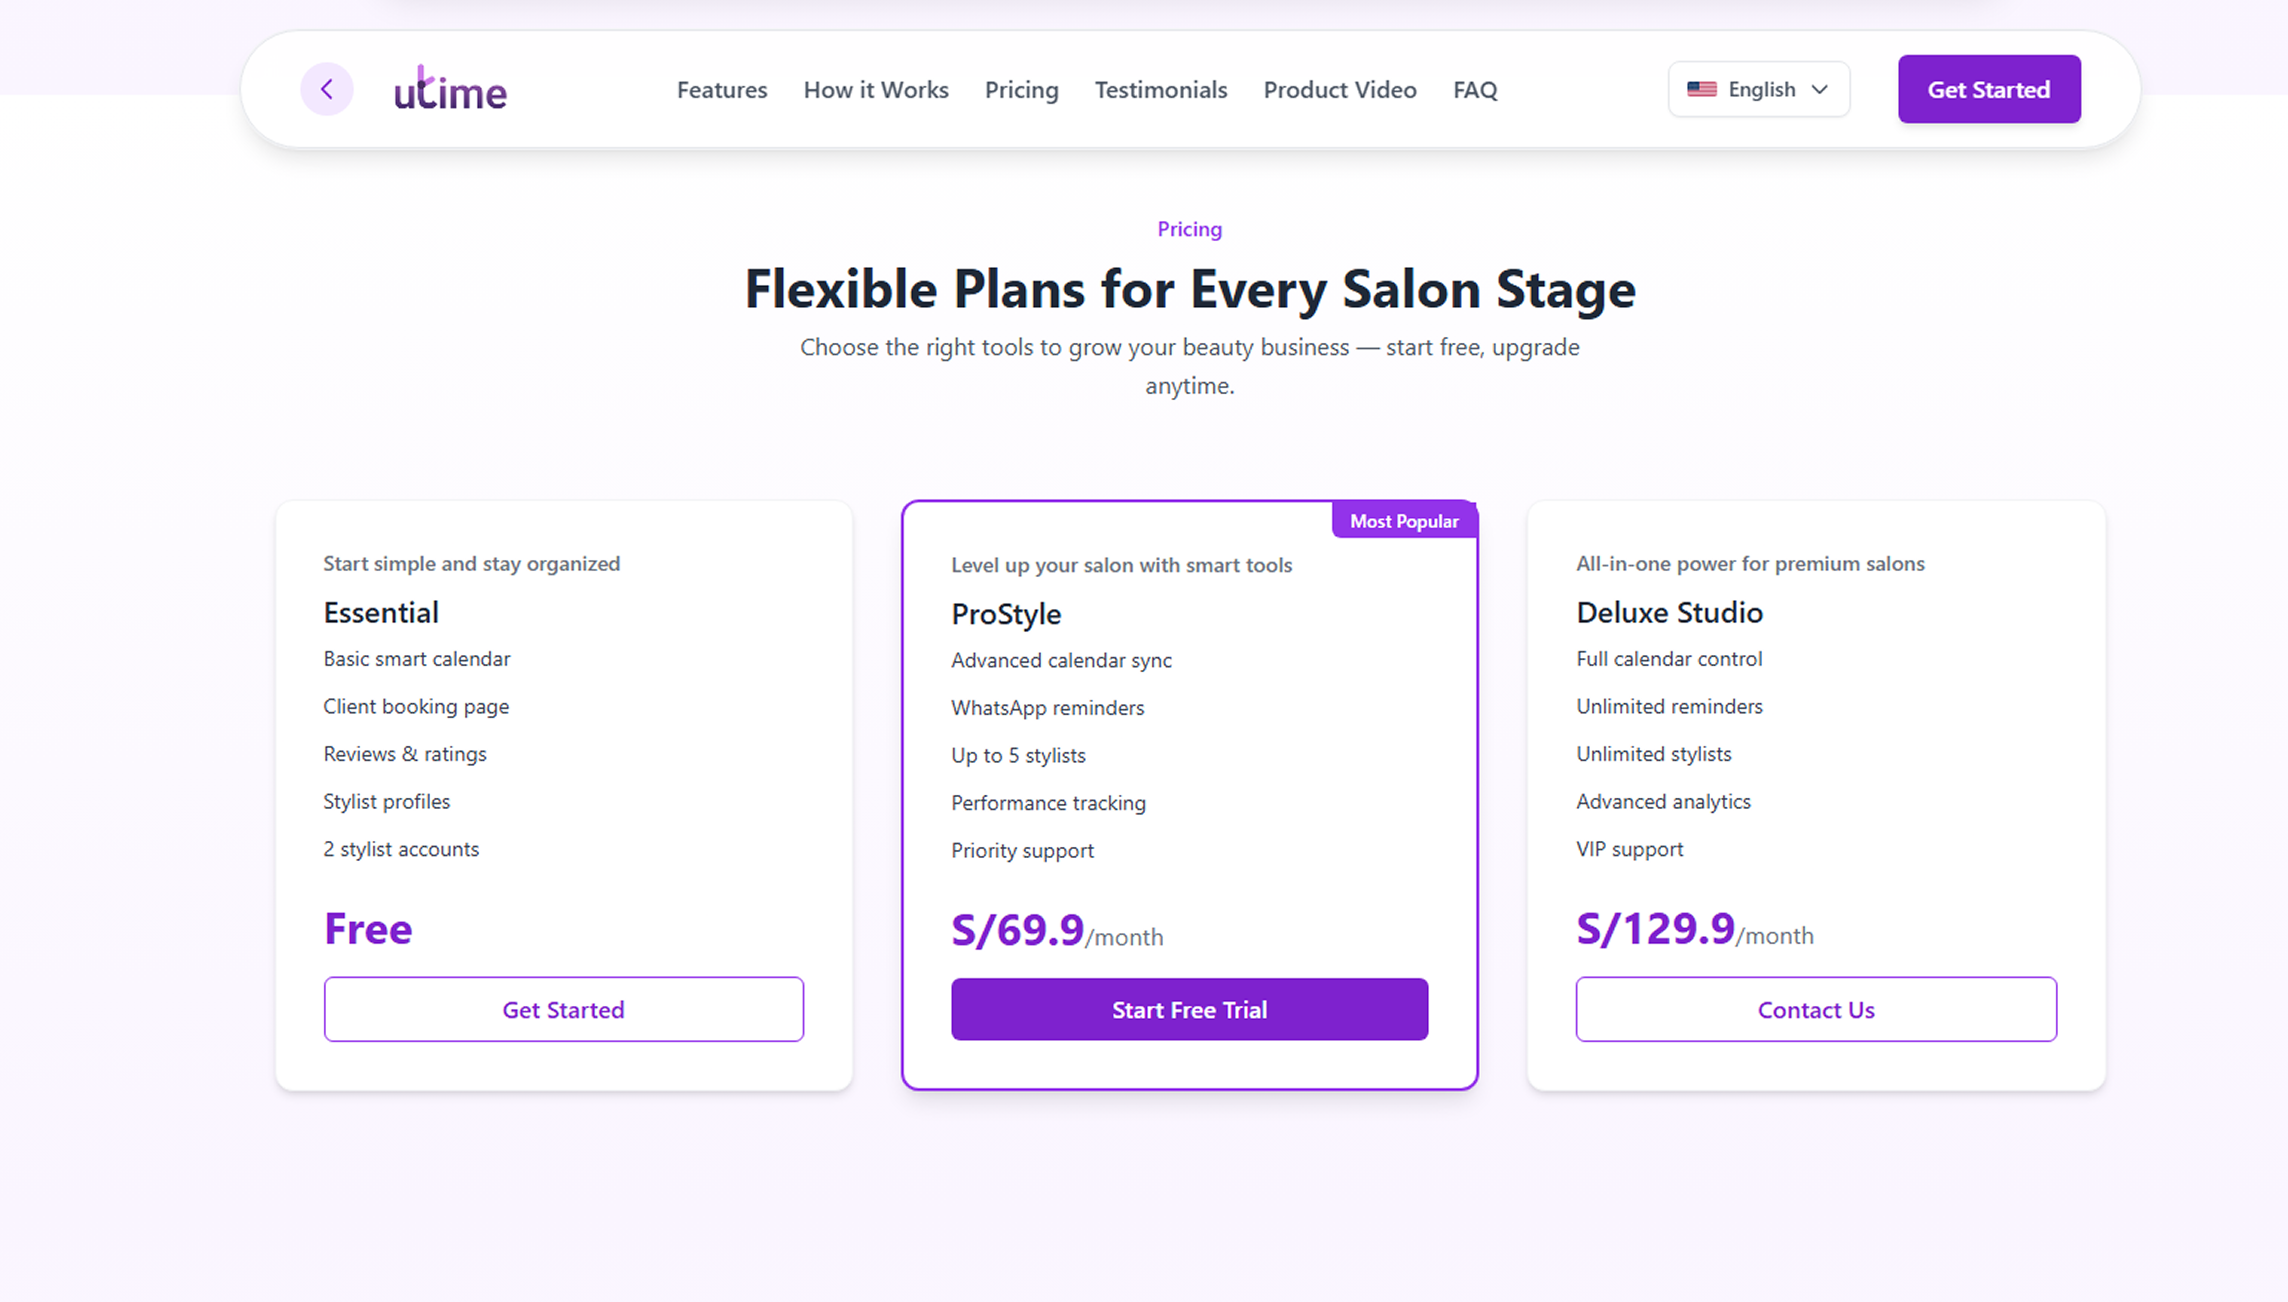 utime
Features
How it Works
Pricing
Testimonials
Product Video
FAQ
English
Get Started
Pricing
Flexible Plans for Every Salon Stage
Choose the right tools to grow your beauty business — start free, upgrade
anytime.
Start simple and stay organized
Essential
Basic smart calendar
Client booking page
Reviews & ratings
Stylist profiles
2 stylist accounts
Free
Get Started
Most Popular
Level up your salon with smart tools
ProStyle
Advanced calendar sync
WhatsApp reminders
Up to 5 stylists
Performance tracking
Priority support
S/69.9/month
Start Free Trial
All-in-one power for premium salons
Deluxe Studio
Full calendar control
Unlimited reminders
Unlimited stylists
Advanced analytics
VIP support
S/129.9/month
Contact Us